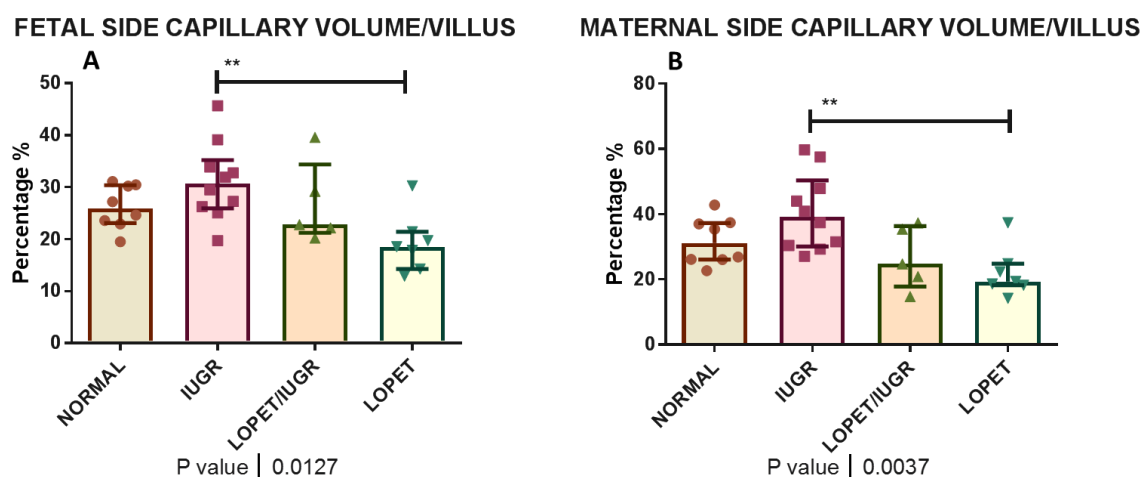 FETAL SIDE CAPILLARY VOLUME/VILLUS
A
**
Percentage %
50
40
30
20
10
0
NORMAL
IUGR
LOPET/IUGR
LOPET
P value | 0.0127
MATERNAL SIDE CAPILLARY VOLUME/VILLUS
B
**
Percentage %
80
60
40
20
0
NORMAL
IUGR
LOPET/IUGR
LOPET
P value | 0.0037